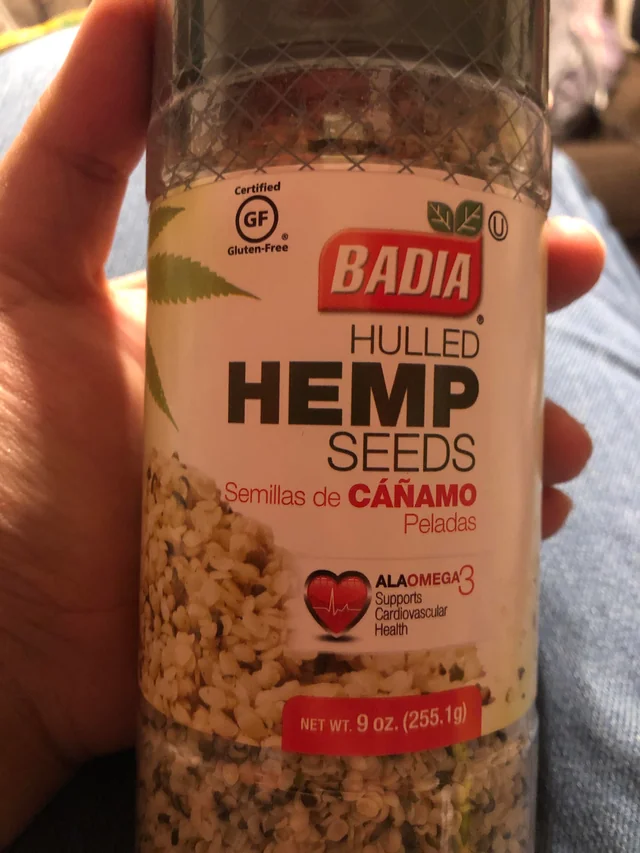 Certified
GF
Gluten-Free®
U
BADIA®
HULLED
HEMP
SEEDS
Semillas de CÁÑAMO
Peladas
ALAOMEGA3
Supports
Cardiovascular
Health
NET WT. 9 oz. (255.1g)